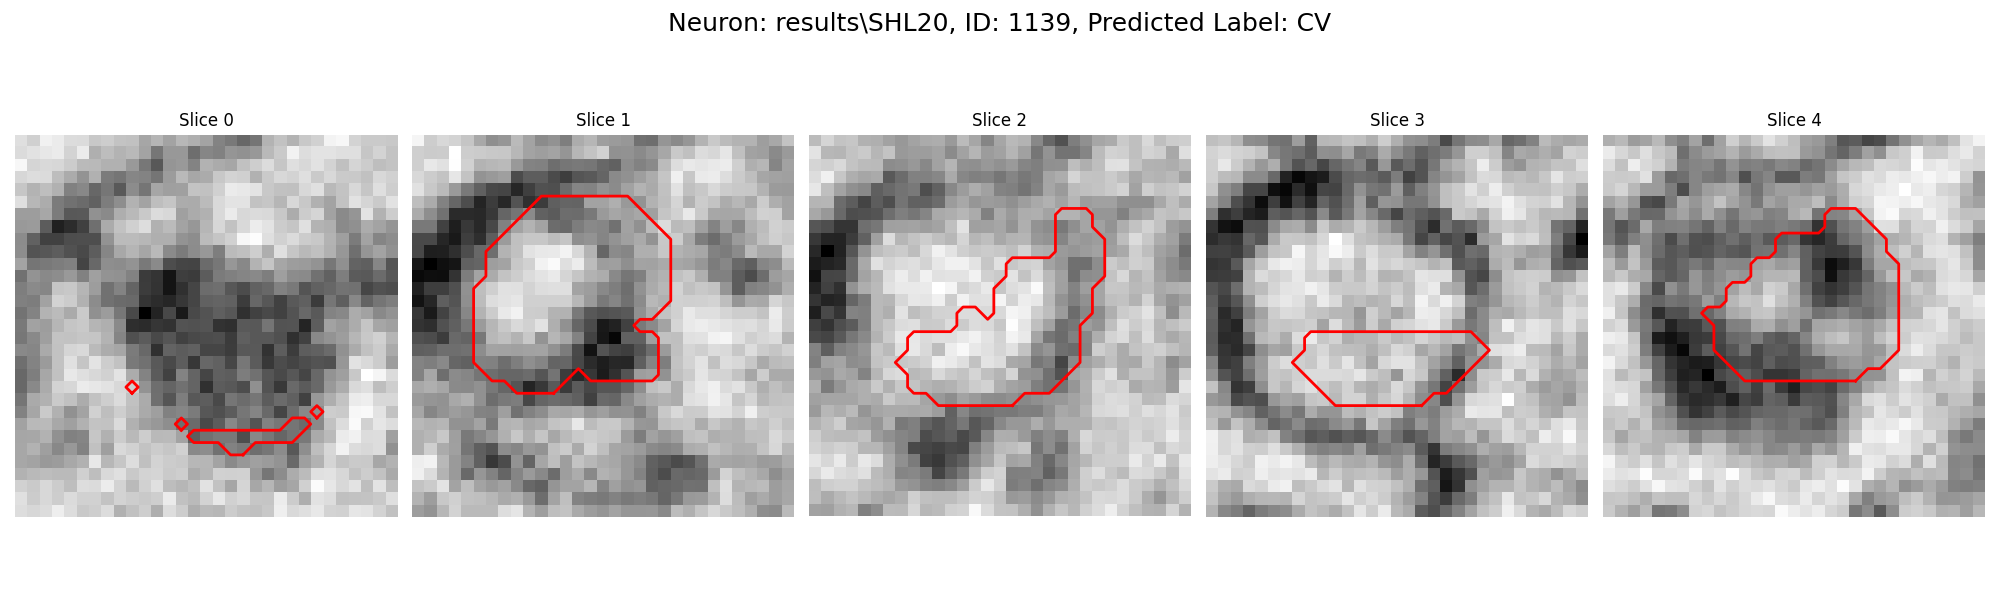 Neuron: results\SHL20, ID: 1139, Predicted Label: CV
Slice 0
Slice 1
Slice 2
Slice 3
Slice 4